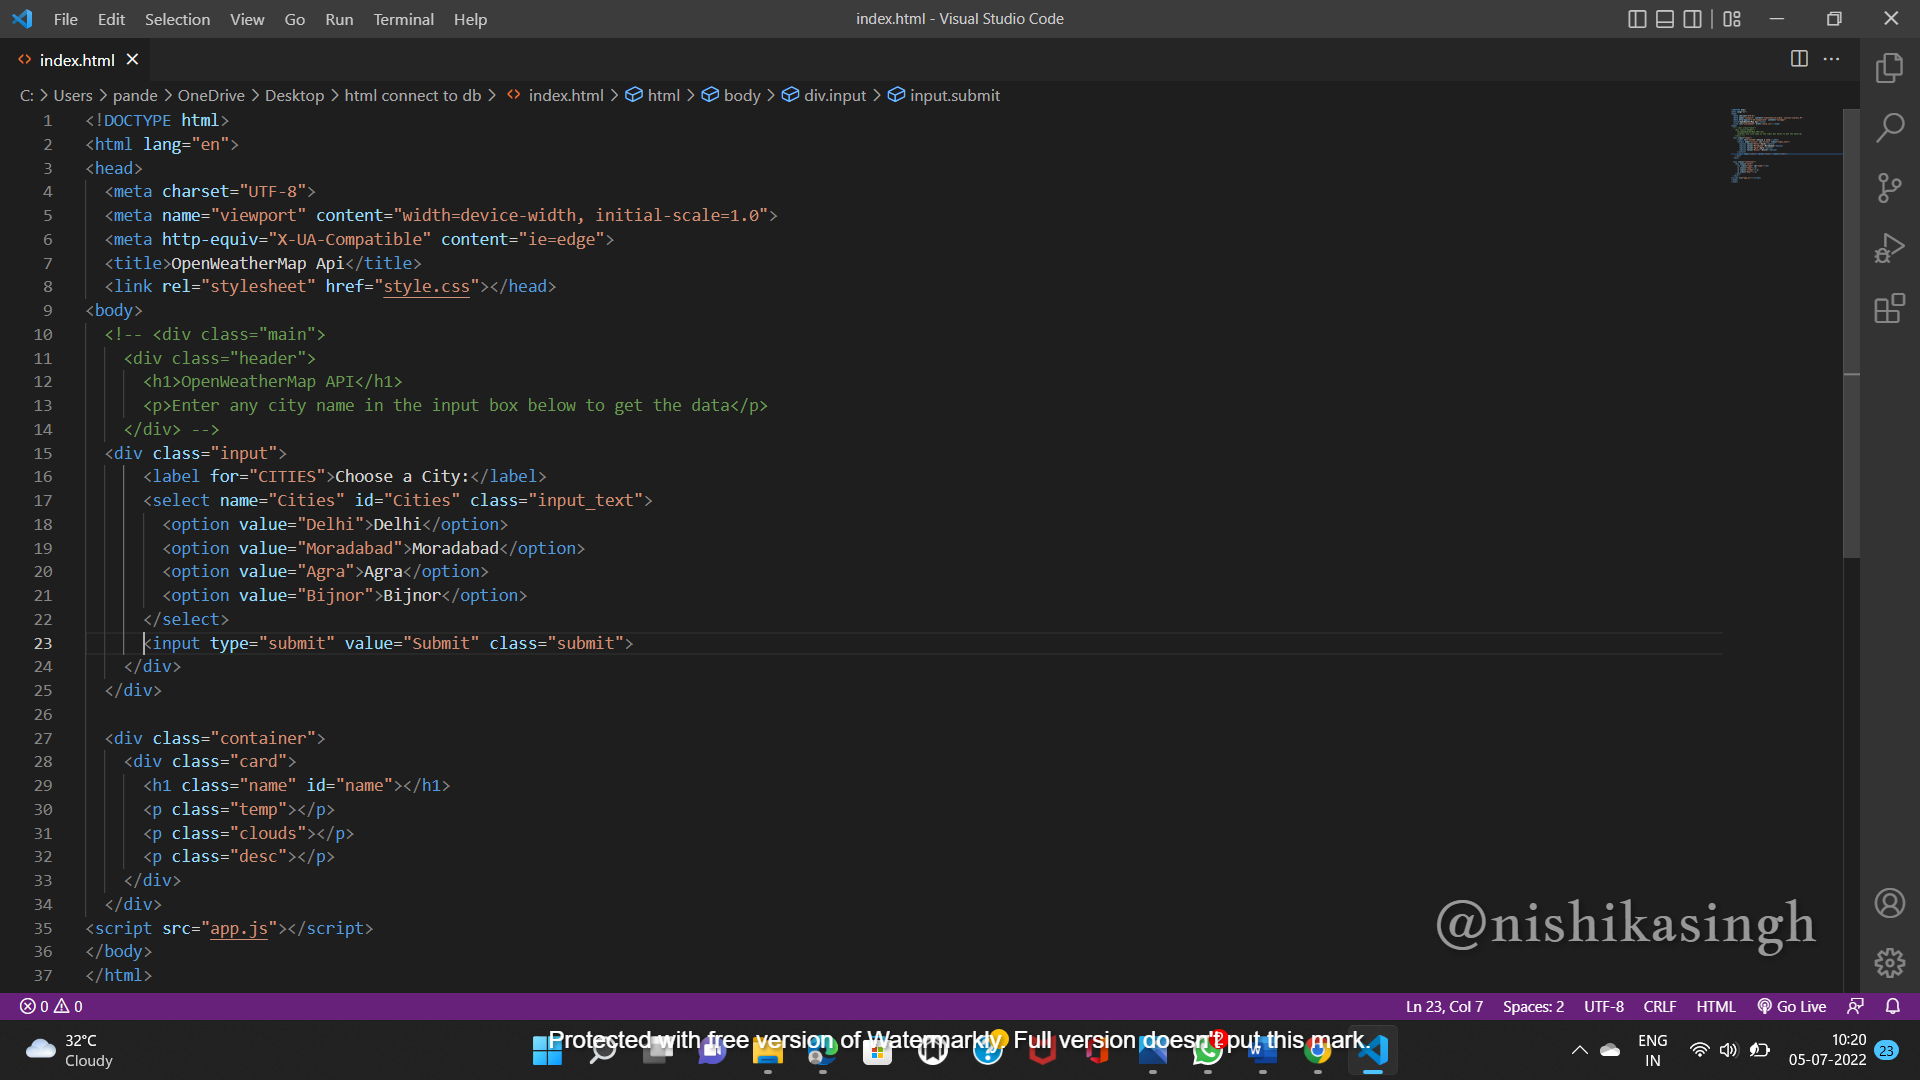 File Edit Selection View Go Run Terminal Help
index.html - Visual Studio Code
index.html
C: > Users > pande > OneDrive > Desktop > html connect to db > index.html > html > body > div.input > input.submit
1 <!DOCTYPE html>
2 <html lang="en">
3 <head>
4 <meta charset="UTF-8">
5 <meta name="viewport" content="width=device-width, initial-scale=1.0">
6 <meta http-equiv="X-UA-Compatible" content="ie=edge">
7 <title>OpenWeatherMap Api</title>
8 <link rel="stylesheet" href="style.css"></head>
9 <body>
10 <!-- <div class="main">
11 <div class="header">
12 <h1>OpenWeatherMap API</h1>
13 <p>Enter any city name in the input box below to get the data</p>
14 </div> -->
15 <div class="input">
16 <label for="CITIES">Choose a City:</label>
17 <select name="Cities" id="Cities" class="input_text">
18 <option value="Delhi">Delhi</option>
19 <option value="Moradabad">Moradabad</option>
20 <option value="Agra">Agra</option>
21 <option value="Bijnor">Bijnor</option>
22 </select>
23 <input type="submit" value="Submit" class="submit">
24 </div>
25 </div>
26
27 <div class="container">
28 <div class="card">
29 <h1 class="name" id="name"></h1>
30 <p class="temp"></p>
31 <p class="clouds"></p>
32 <p class="desc"></p>
33 </div>
34 </div>
35 <script src="app.js"></script>
36 </body>
37 </html>
@nishikasingh
0 0
Ln 23, Col 7 Spaces: 2 UTF-8 CRLF HTML Go Live
32°C
Cloudy
Protected with free version of Watermarkly. Full version doesn't put this mark.
ENG
IN
10:20
05-07-2022
23